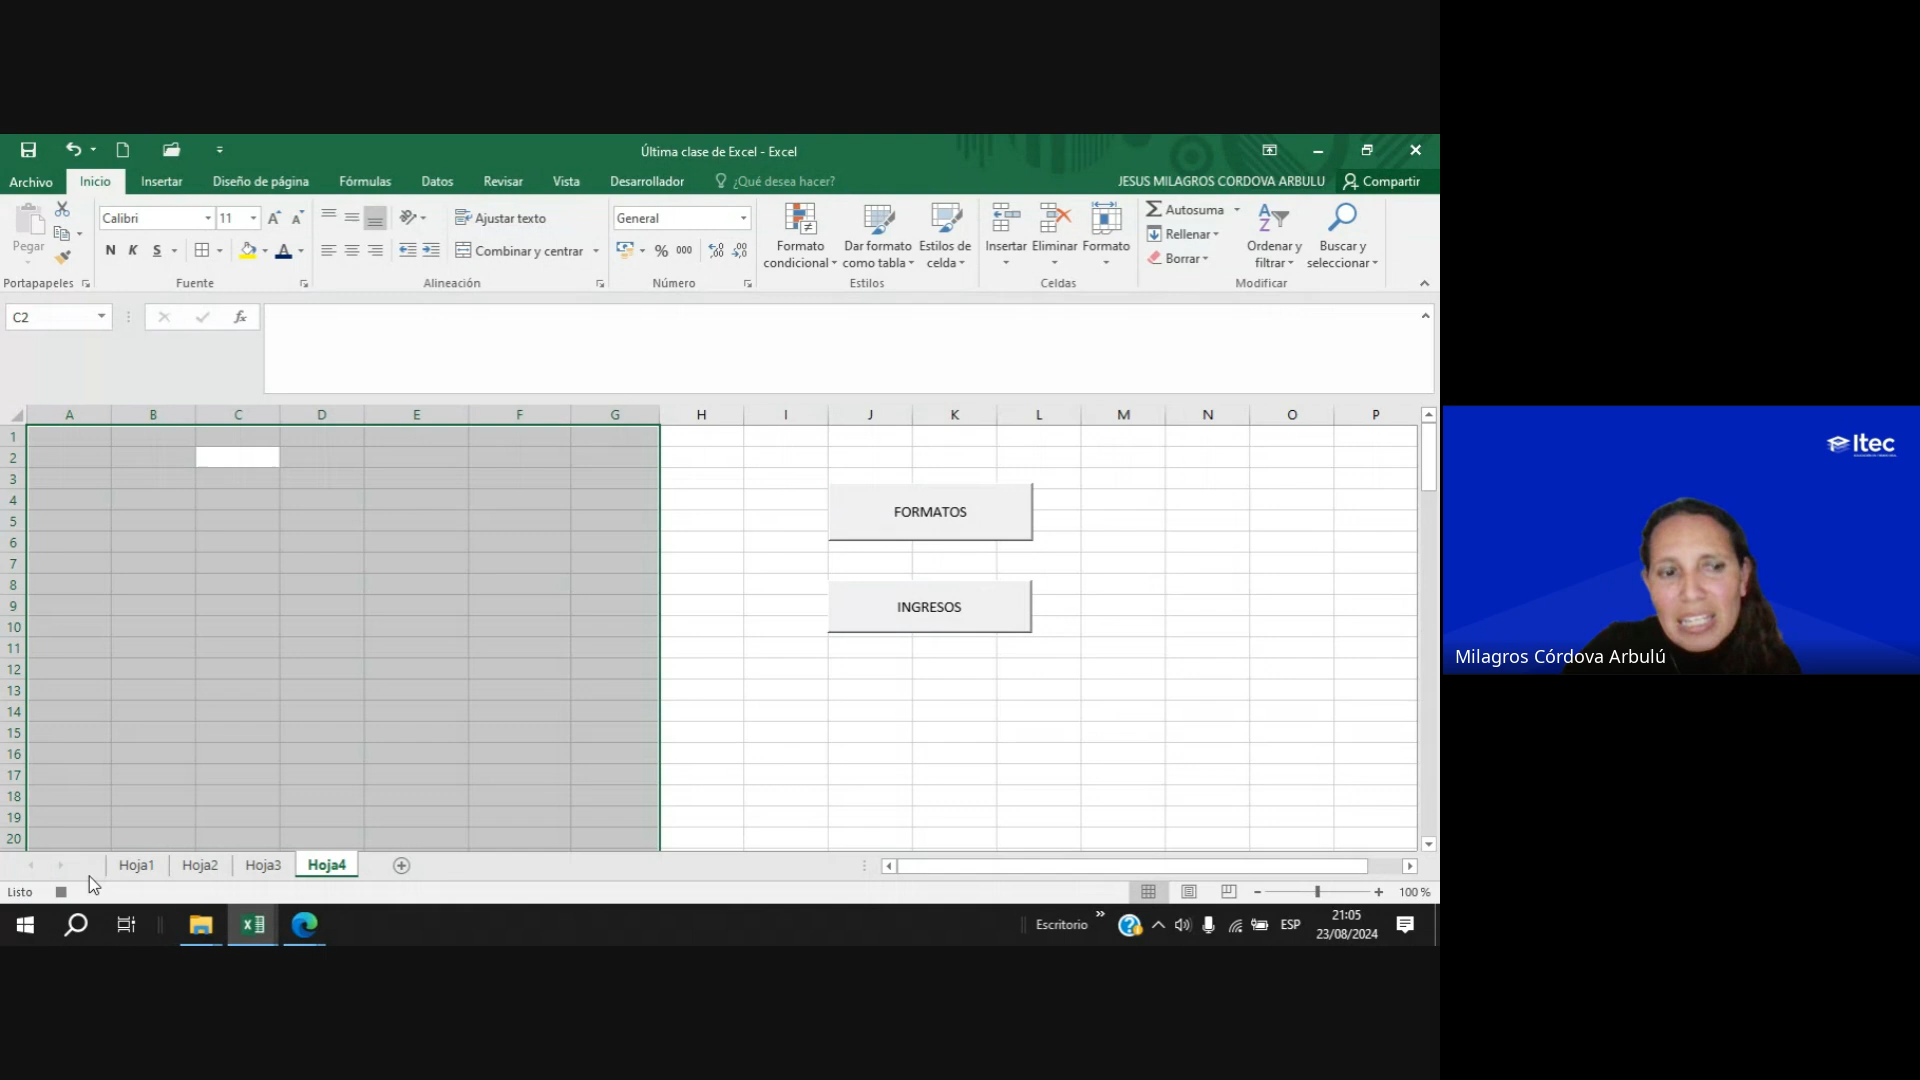 Última clase de Excel - Excel
Archivo Inicio Insertar Diseño de página Fórmulas Datos Revisar Vista Desarrollador ¿Qué desea hacer? JESUS MILAGROS CORDOVA ARBULU Compartir
Pegar
Portapapeles
Calibri 11
N K S
Fuente
Ajustar texto
Combinar y centrar
Alineación
General
% 000
Número
Formato condicional
Dar formato como tabla
Estilos de celda
Estilos
Insertar Eliminar Formato
Celdas
Autosuma
Rellenar
Borrar
Ordenar y filtrar
Buscar y seleccionar
Modificar
C2
fx
A B C D E F G H I J K L M N O P
1
2
3
4
5
6
7
8
9
10
11
12
13
14
15
16
17
18
19
20
FORMATOS
INGRESOS
Hoja1 Hoja2 Hoja3 Hoja4
Listo
100 %
Escritorio
ESP
21:05
23/08/2024
Itec
Milagros Córdova Arbulú